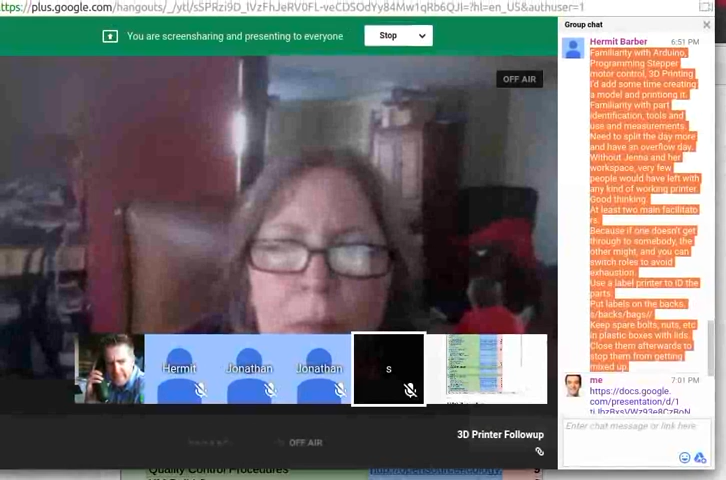 https://plus.google.com/hangouts/_/ytl/sSPRzi9D_lVzFhJeRV0FL-veCDSOdYy84Mw1qRb6QJI=?hl=en_US&authuser=1
You are screensharing and presenting to everyone
Stop
OFF AIR
Hermit
Jonathan
Jonathan
s
OFF AIR
3D Printer Followup
Quality Control Procedures
Group chat
Hermit Barber 6:51 PM
Familiarity with Arduino,
Programming Stepper
motor control, 3D Printing
I'd add some time creating
a model and printiong it.
Familiarity with part
identification, tools and
use and measurements.
Need to split the day more
and have an overflow day.
Without Jenna and her
workspace, very few
people would have left with
any kind of working printer.
Good thinking.
At least two main facilitato
rs.
Because if one doesn't get
through to somebody, the
other might, and you can
switch roles to avoid
exhaustion.
Use a label printer to ID the
parts.
Put labels on the backs.
s/backs/bags//
Keep spare bolts, nuts, etc
in plastic boxes with lids.
Close them afterwards to
stop them from getting
mixed up.
me 7:01 PM
https://docs.google.
com/presentation/d/1
Enter chat message or link here